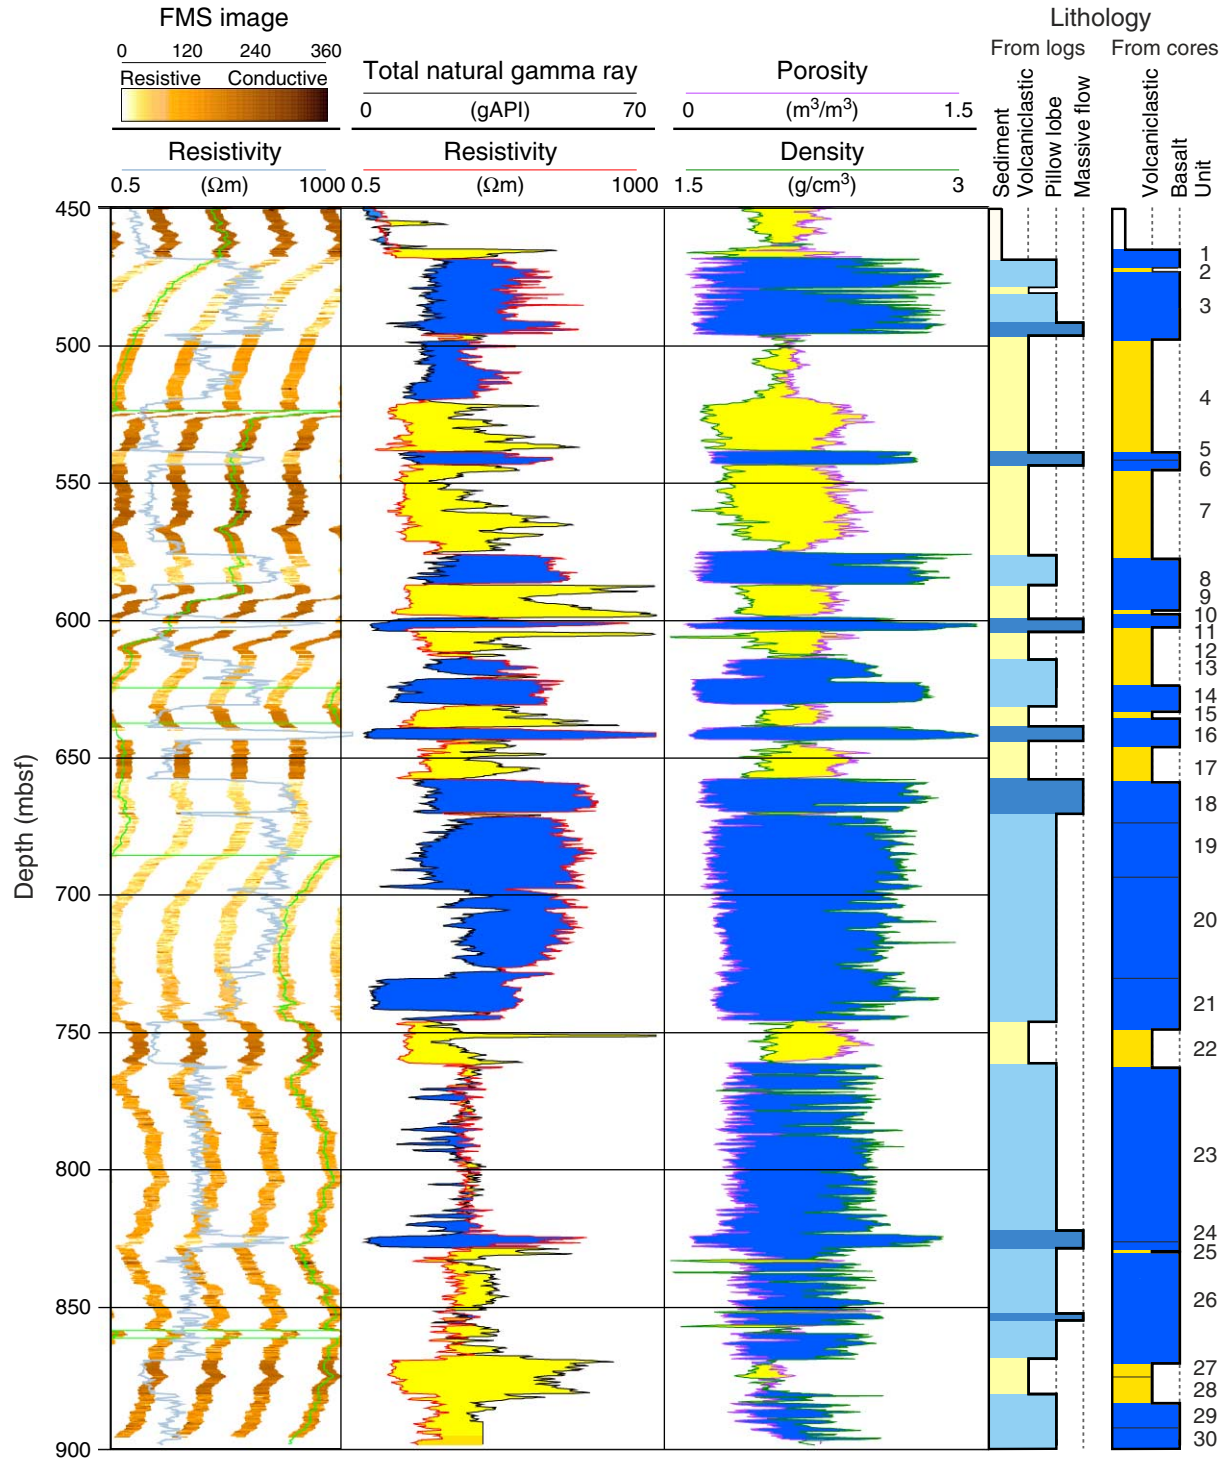 FMS image
0 120 240 360
Resistive Conductive
Resistivity
0.5 (Ωm) 1000
Total natural gamma ray
0 (gAPI) 70
Resistivity
0.5 (Ωm) 1000
Porosity
0 (m³/m³) 1.5
Density
1.5 (g/cm³) 3
Lithology
From logs From cores
Sediment
Volcaniclastic
Pillow lobe
Massive flow
Volcaniclastic
Basalt
Unit
Depth (mbsf)
450
500
550
600
650
700
750
800
850
900
1
2
3
4
5
6
7
8
9
10
11
12
13
14
15
16
17
18
19
20
21
22
23
24
25
26
27
28
29
30